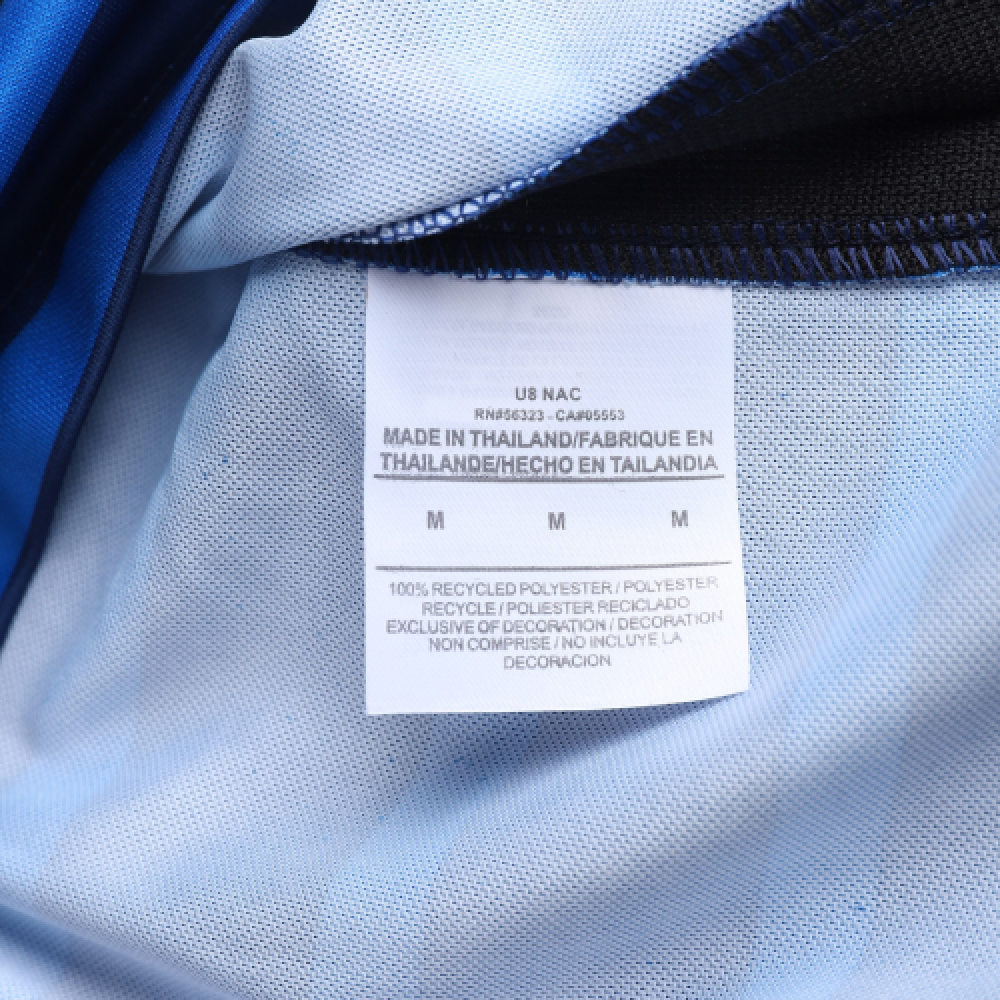 U8 NAC
RN#56323 - CA#05553
MADE IN THAILAND/FABRIQUE EN
THAILANDE/HECHO EN TAILANDIA
M M M
100% RECYCLED POLYESTER / POLYESTER
RECYCLE / POLIESTER RECICLADO
EXCLUSIVE OF DECORATION / DECORATION
NON COMPRISE / NO INCLUYE LA
DECORACION